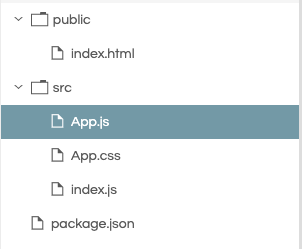 public
index.html
src
App.js
App.css
index.js
package.json